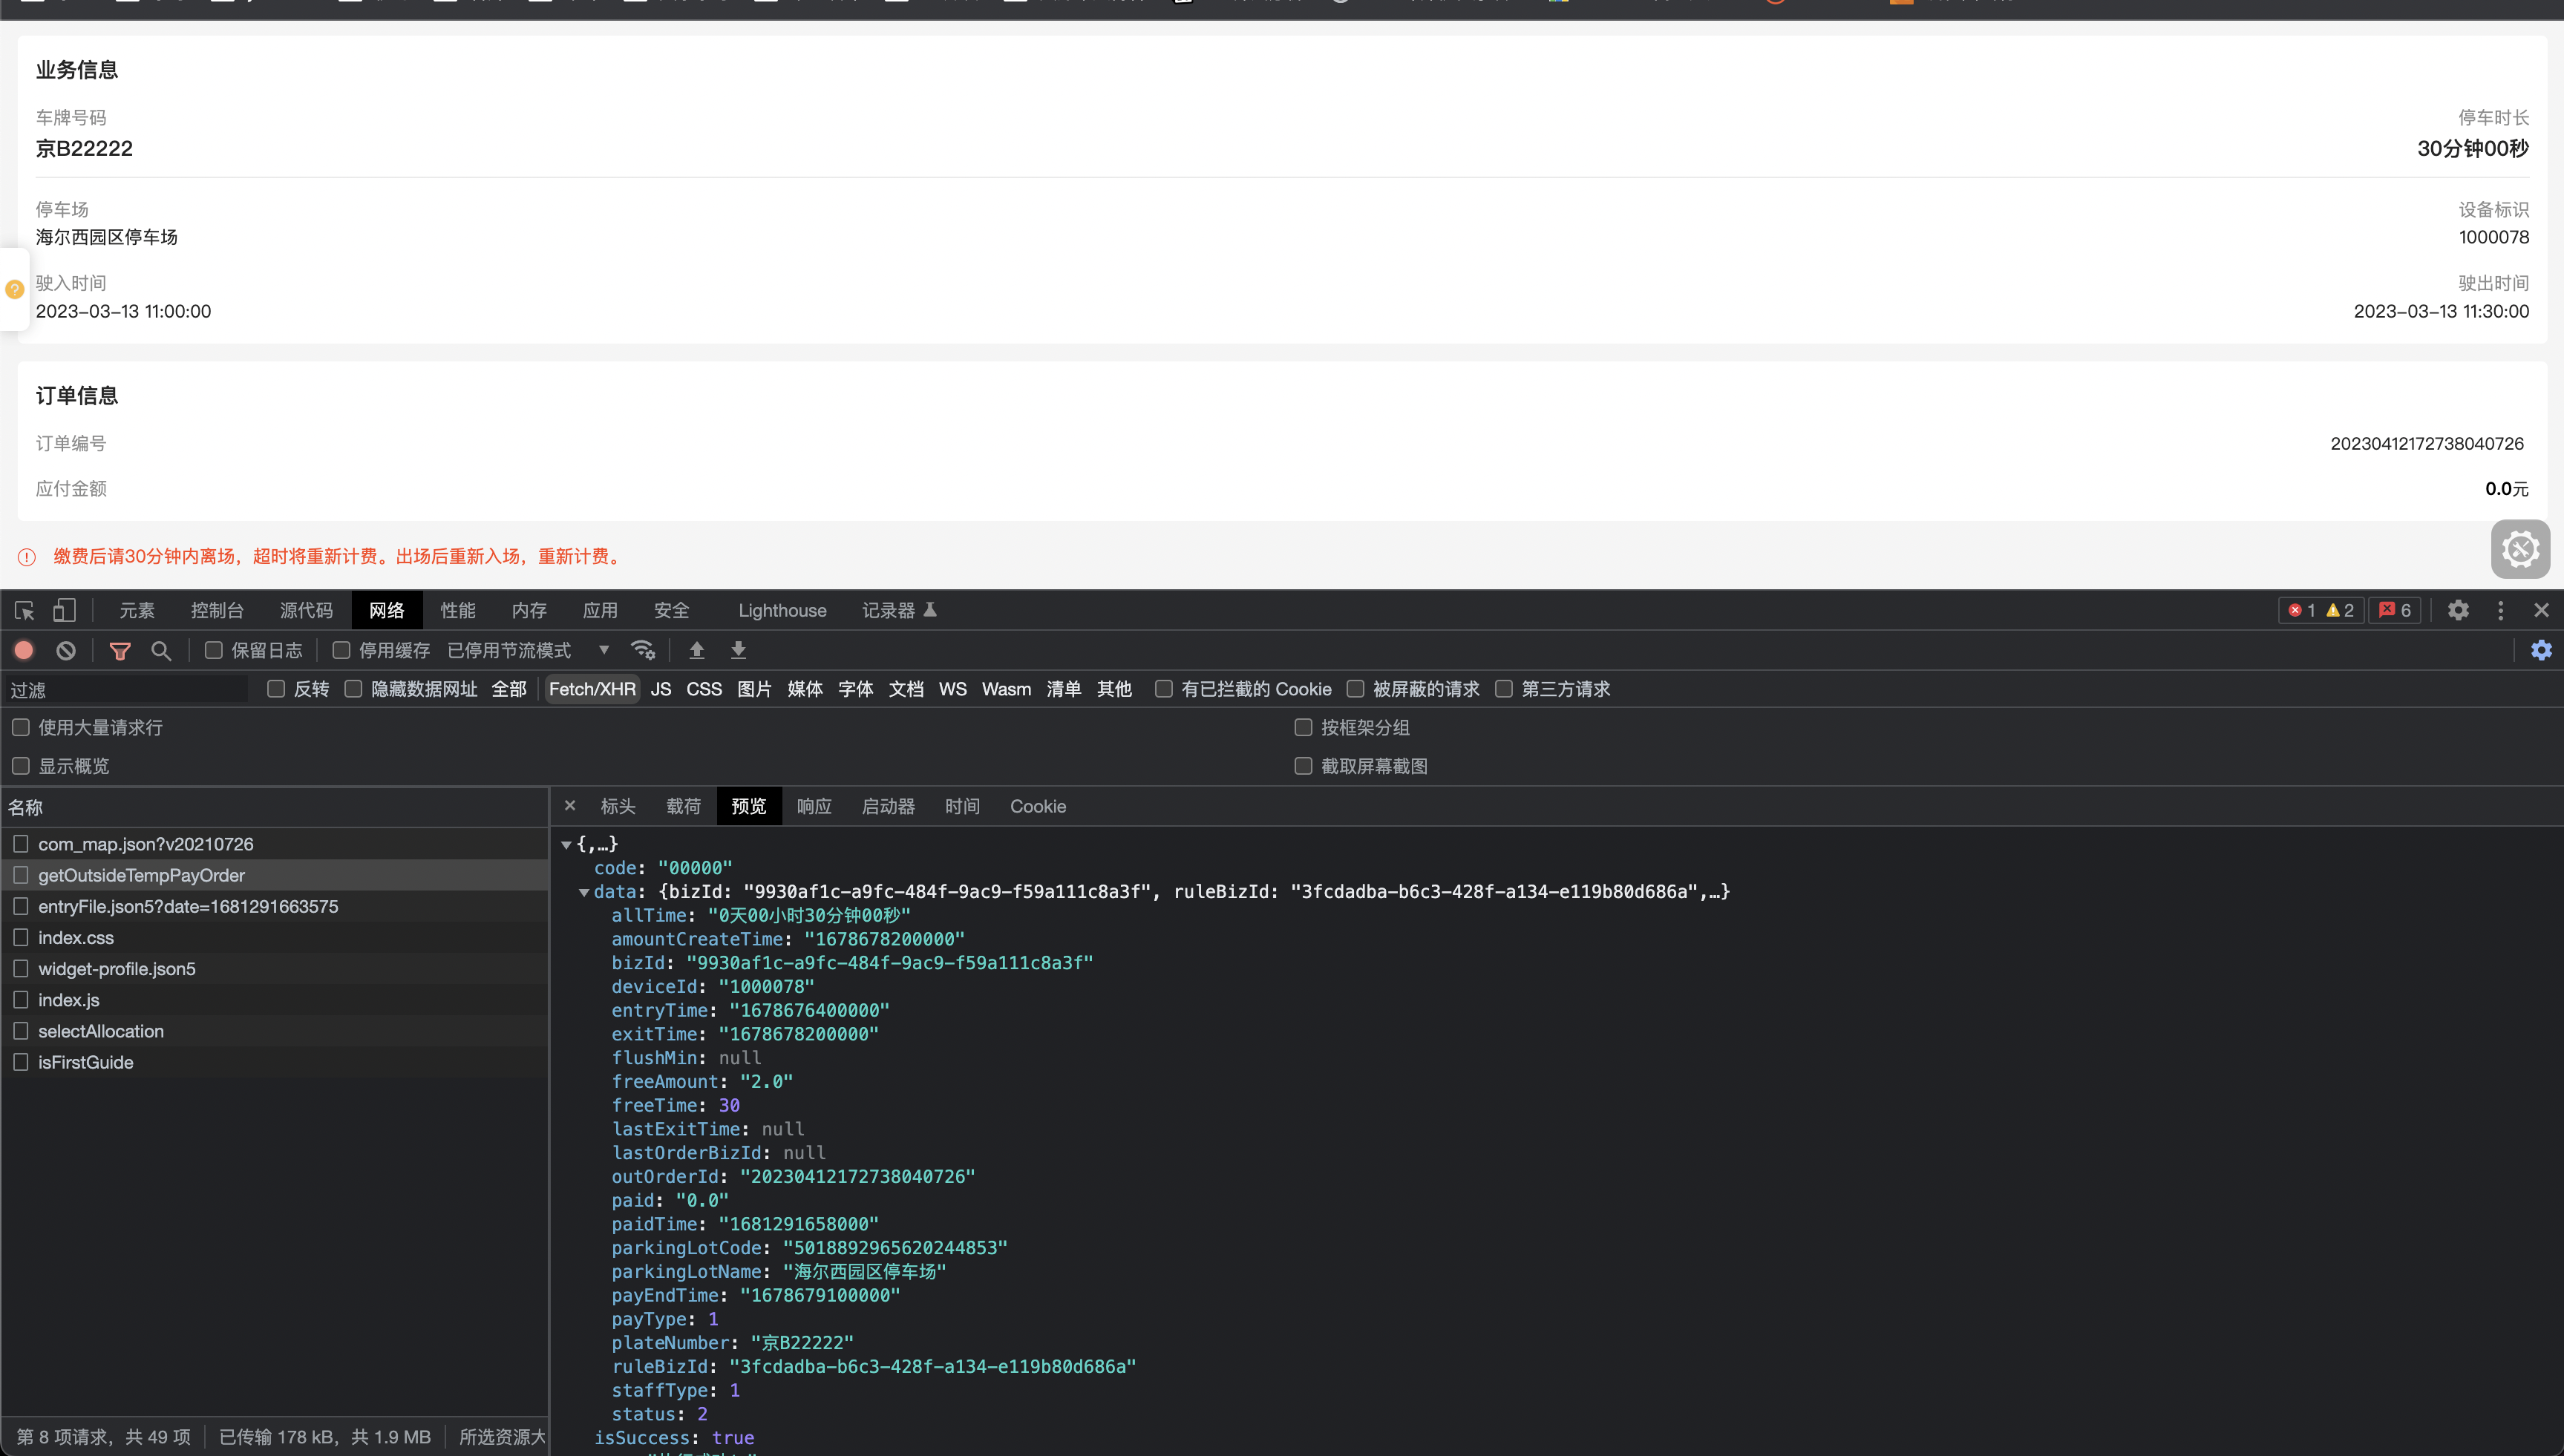 业务信息
车牌号码 停车时长
京B22222 30分钟00秒
停车场 设备标识
海尔西园区停车场 1000078
驶入时间 驶出时间
2023-03-13 11:00:00 2023-03-13 11:30:00
订单信息
订单编号 20230412172738040726
应付金额 0.0元
缴费后请30分钟内离场，超时将重新计费。出场后重新入场，重新计费。
元素 控制台 源代码 网络 性能 内存 应用 安全 Lighthouse 记录器 1 2 6
保留日志 停用缓存 已停用节流模式
过滤 反转 隐藏数据网址 全部 Fetch/XHR JS CSS 图片 媒体 字体 文档 WS Wasm 清单 其他 有已拦截的 Cookie 被屏蔽的请求 第三方请求
使用大量请求行 按框架分组
显示概览 截取屏幕截图
名称
com_map.json?v20210726
getOutsideTempPayOrder
entryFile.json5?date=1681291663575
index.css
widget-profile.json5
index.js
selectAllocation
isFirstGuide
第 8 项请求，共 49 项 已传输 178 kB，共 1.9 MB 所选资源大
× 标头 载荷 预览 响应 启动器 时间 Cookie
{,…}
code: "00000"
data: {bizId: "9930af1c-a9fc-484f-9ac9-f59a111c8a3f", ruleBizId: "3fcdadba-b6c3-428f-a134-e119b80d686a",…}
allTime: "0天00小时30分钟00秒"
amountCreateTime: "1678678200000"
bizId: "9930af1c-a9fc-484f-9ac9-f59a111c8a3f"
deviceId: "1000078"
entryTime: "1678676400000"
exitTime: "1678678200000"
flushMin: null
freeAmount: "2.0"
freeTime: 30
lastExitTime: null
lastOrderBizId: null
outOrderId: "20230412172738040726"
paid: "0.0"
paidTime: "1681291658000"
parkingLotCode: "5018892965620244853"
parkingLotName: "海尔西园区停车场"
payEndTime: "1678679100000"
payType: 1
plateNumber: "京B22222"
ruleBizId: "3fcdadba-b6c3-428f-a134-e119b80d686a"
staffType: 1
status: 2
isSuccess: true